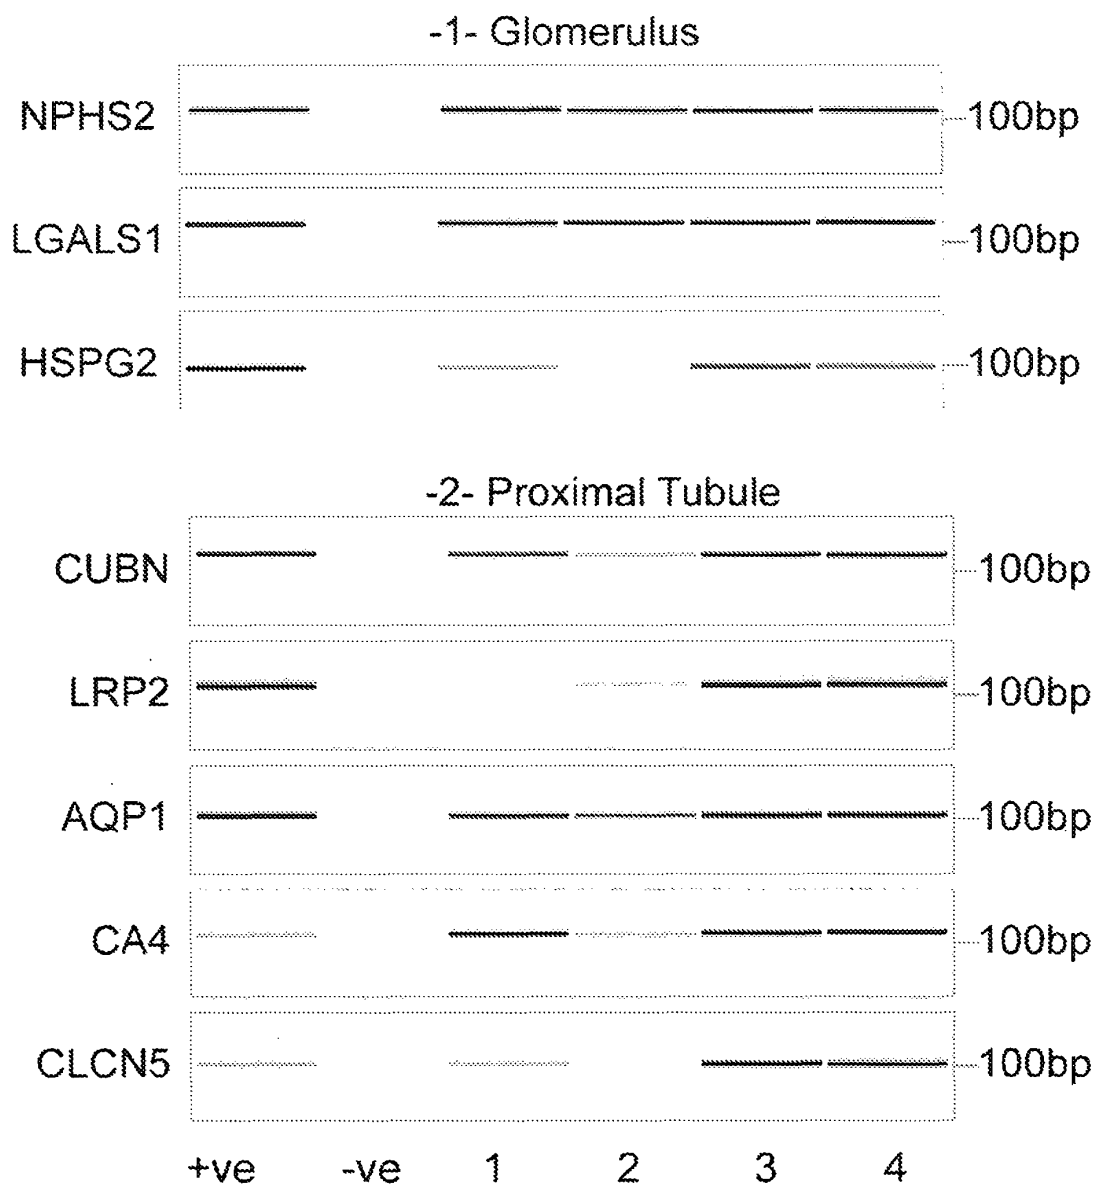 -1- Glomerulus
NPHS2 100bp
LGALS1 100bp
HSPG2 100bp
-2- Proximal Tubule
CUBN 100bp
LRP2 100bp
AQP1 100bp
CA4 100bp
CLCN5 100bp
+ve -ve 1 2 3 4